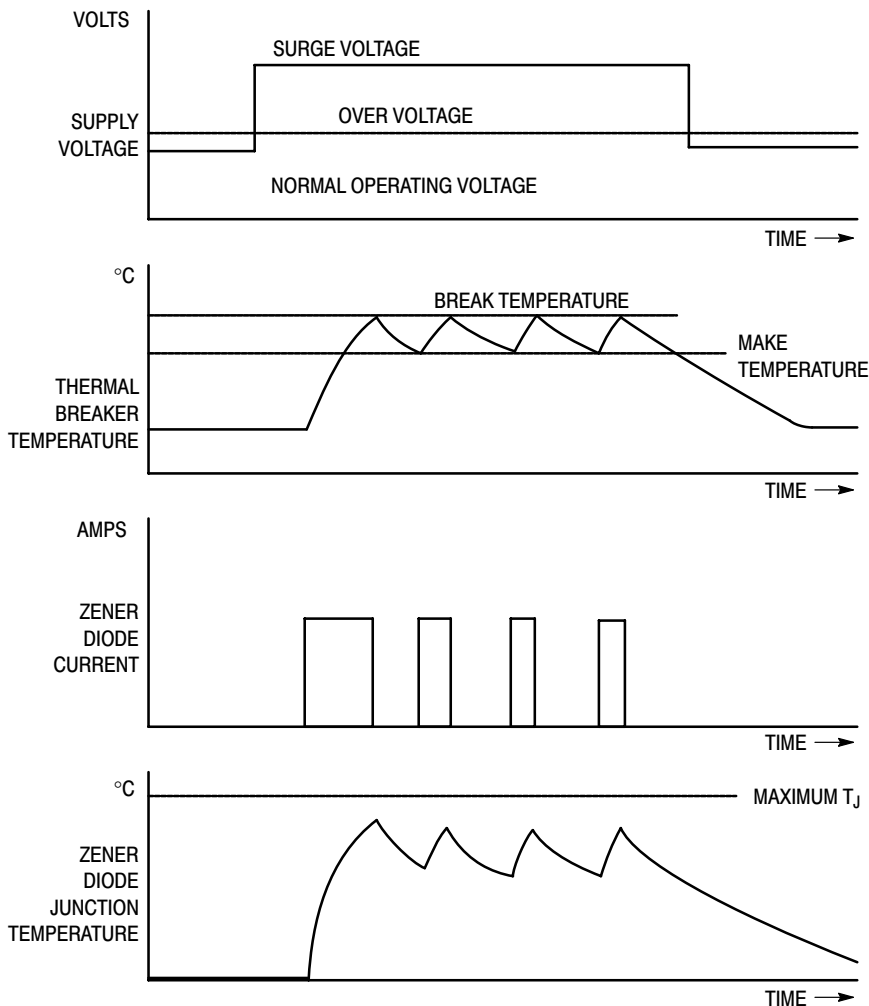 VOLTS
SURGE VOLTAGE
OVER VOLTAGE
SUPPLY
VOLTAGE
NORMAL OPERATING VOLTAGE
TIME
°C
BREAK TEMPERATURE
MAKE
TEMPERATURE
THERMAL
BREAKER
TEMPERATURE
TIME
AMPS
ZENER
DIODE
CURRENT
TIME
°C
MAXIMUM TJ
ZENER
DIODE
JUNCTION
TEMPERATURE
TIME